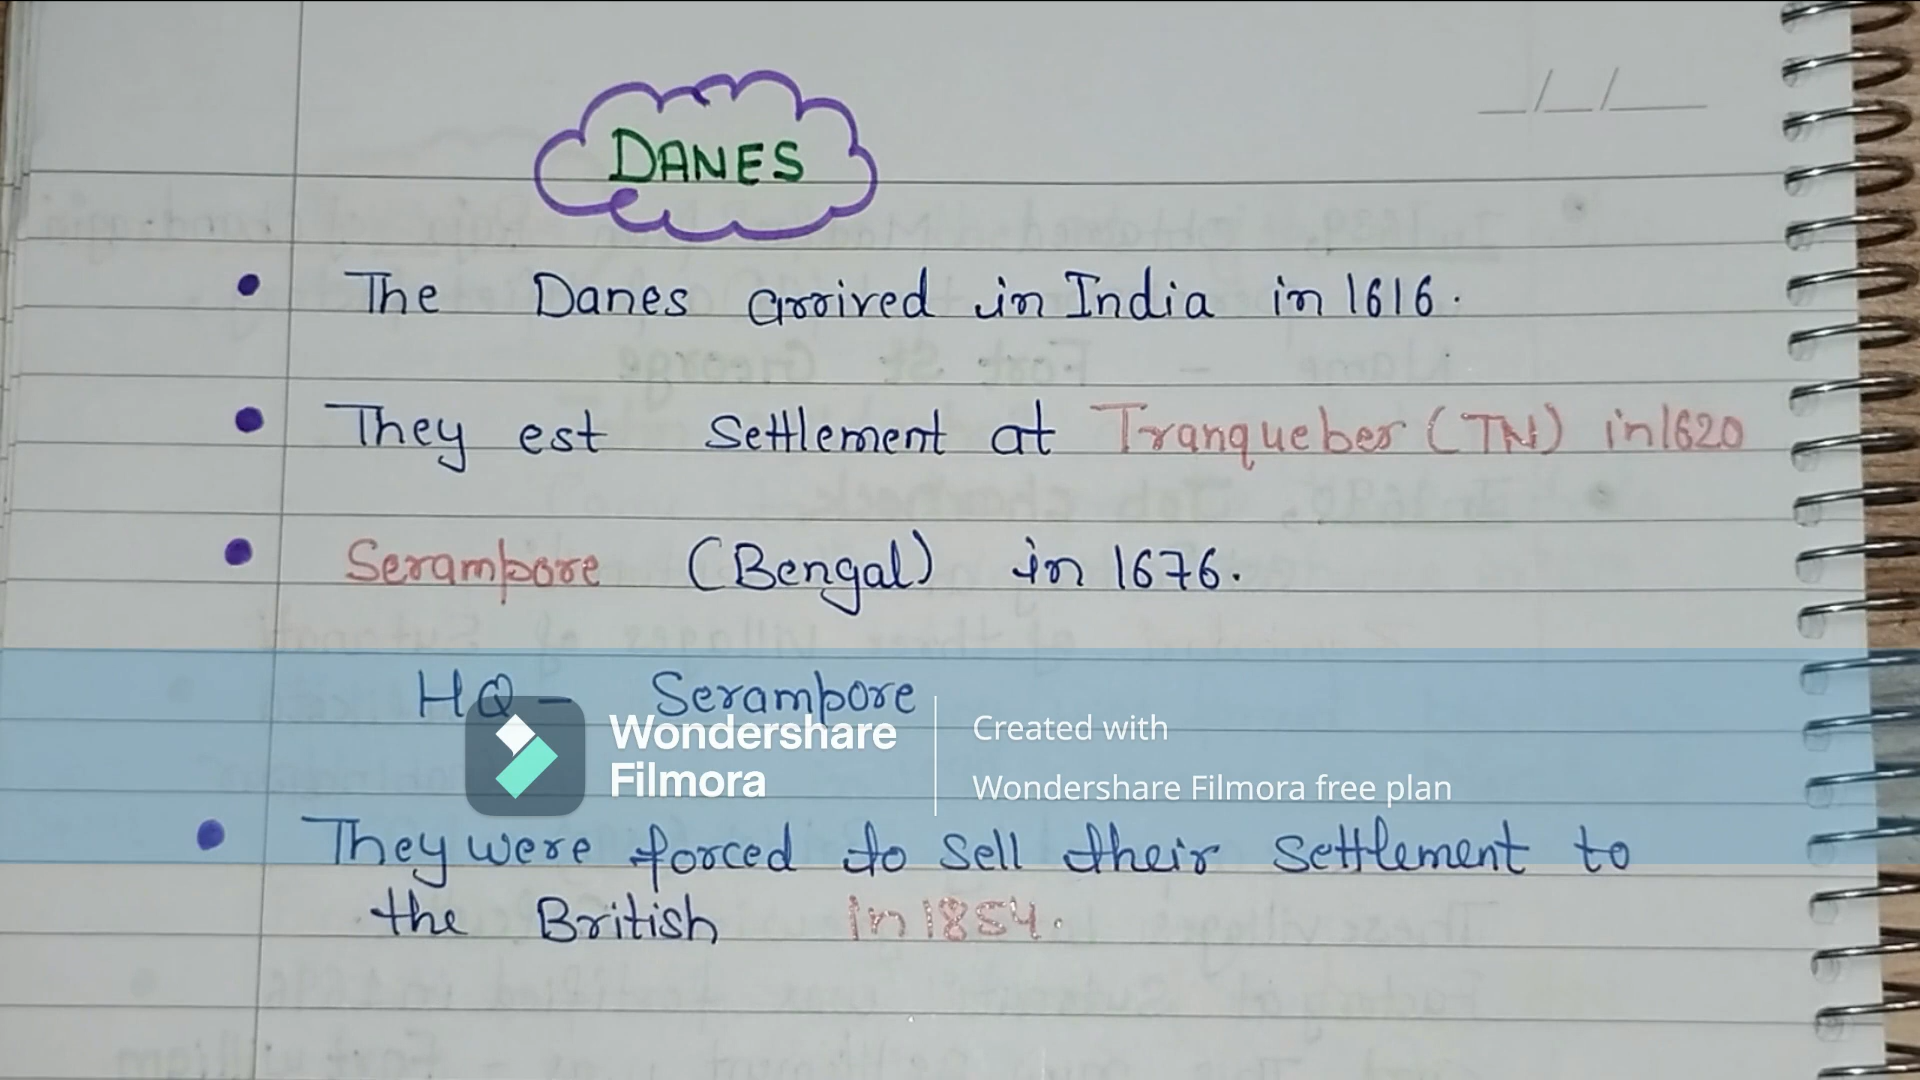 _/_/__
DANES
• The Danes arrived in India in 1616.
• They est settlement at Tranqueber (TN) in 1620
• Serampore (Bengal) in 1676.
HQ - Serampore
Wondershare Filmora
Created with
Wondershare Filmora free plan
• They were forced to sell their settlement to
the British in 1854.